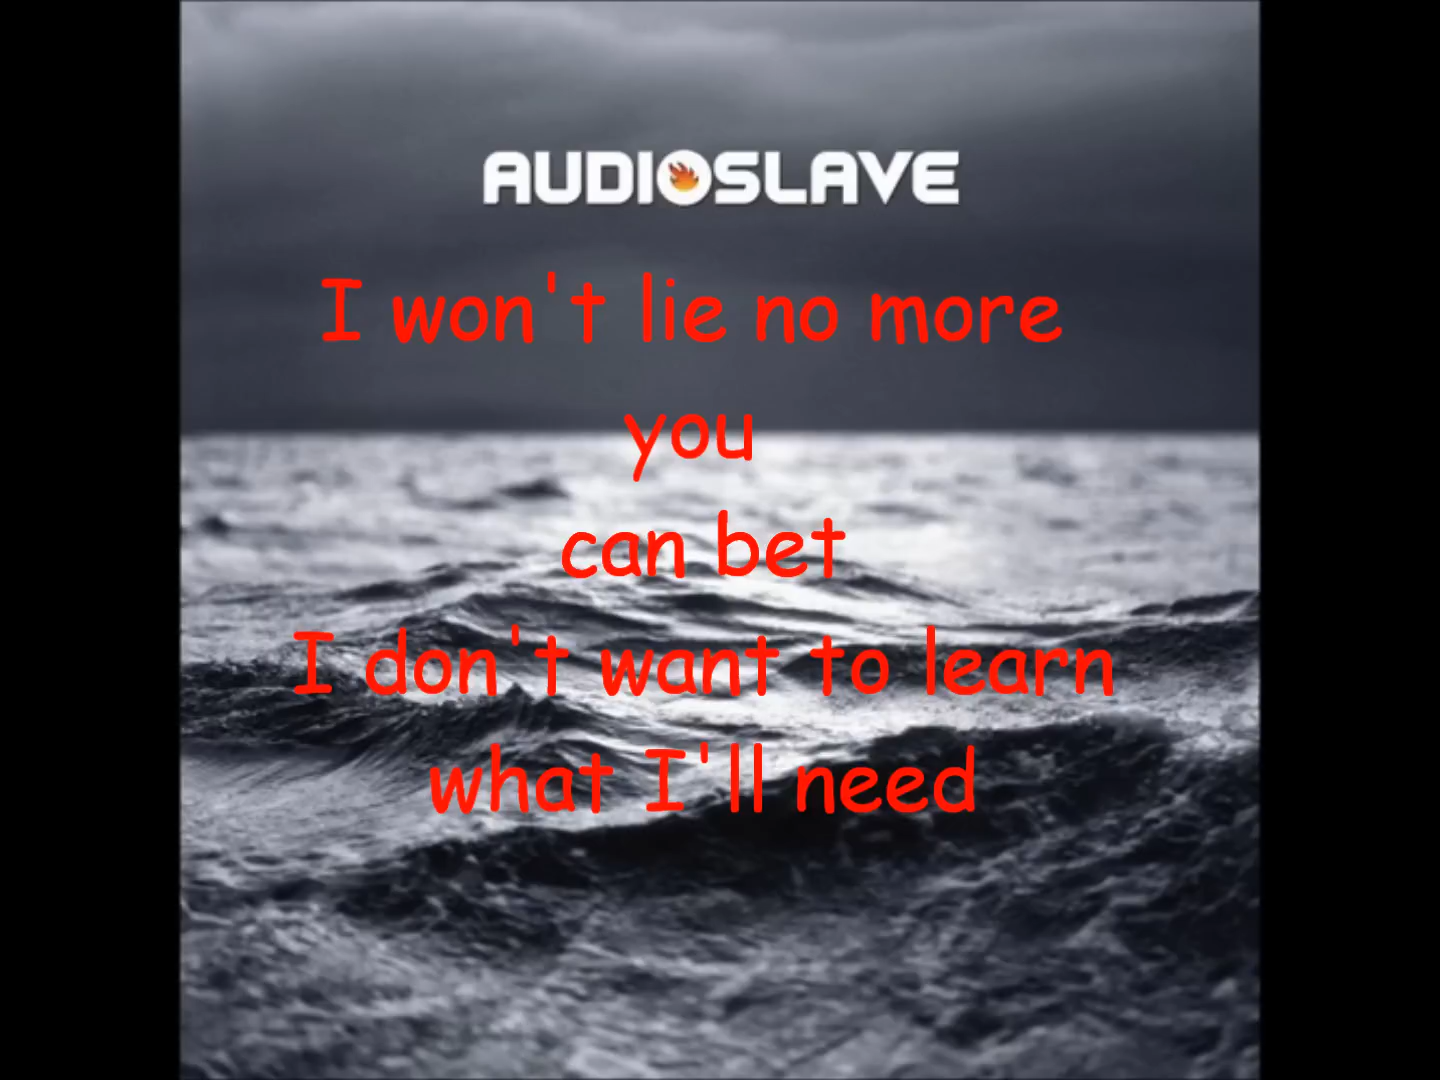 AUDIOSLAVE
I won't lie no more
you
can bet
I don't want to learn
what I'll need